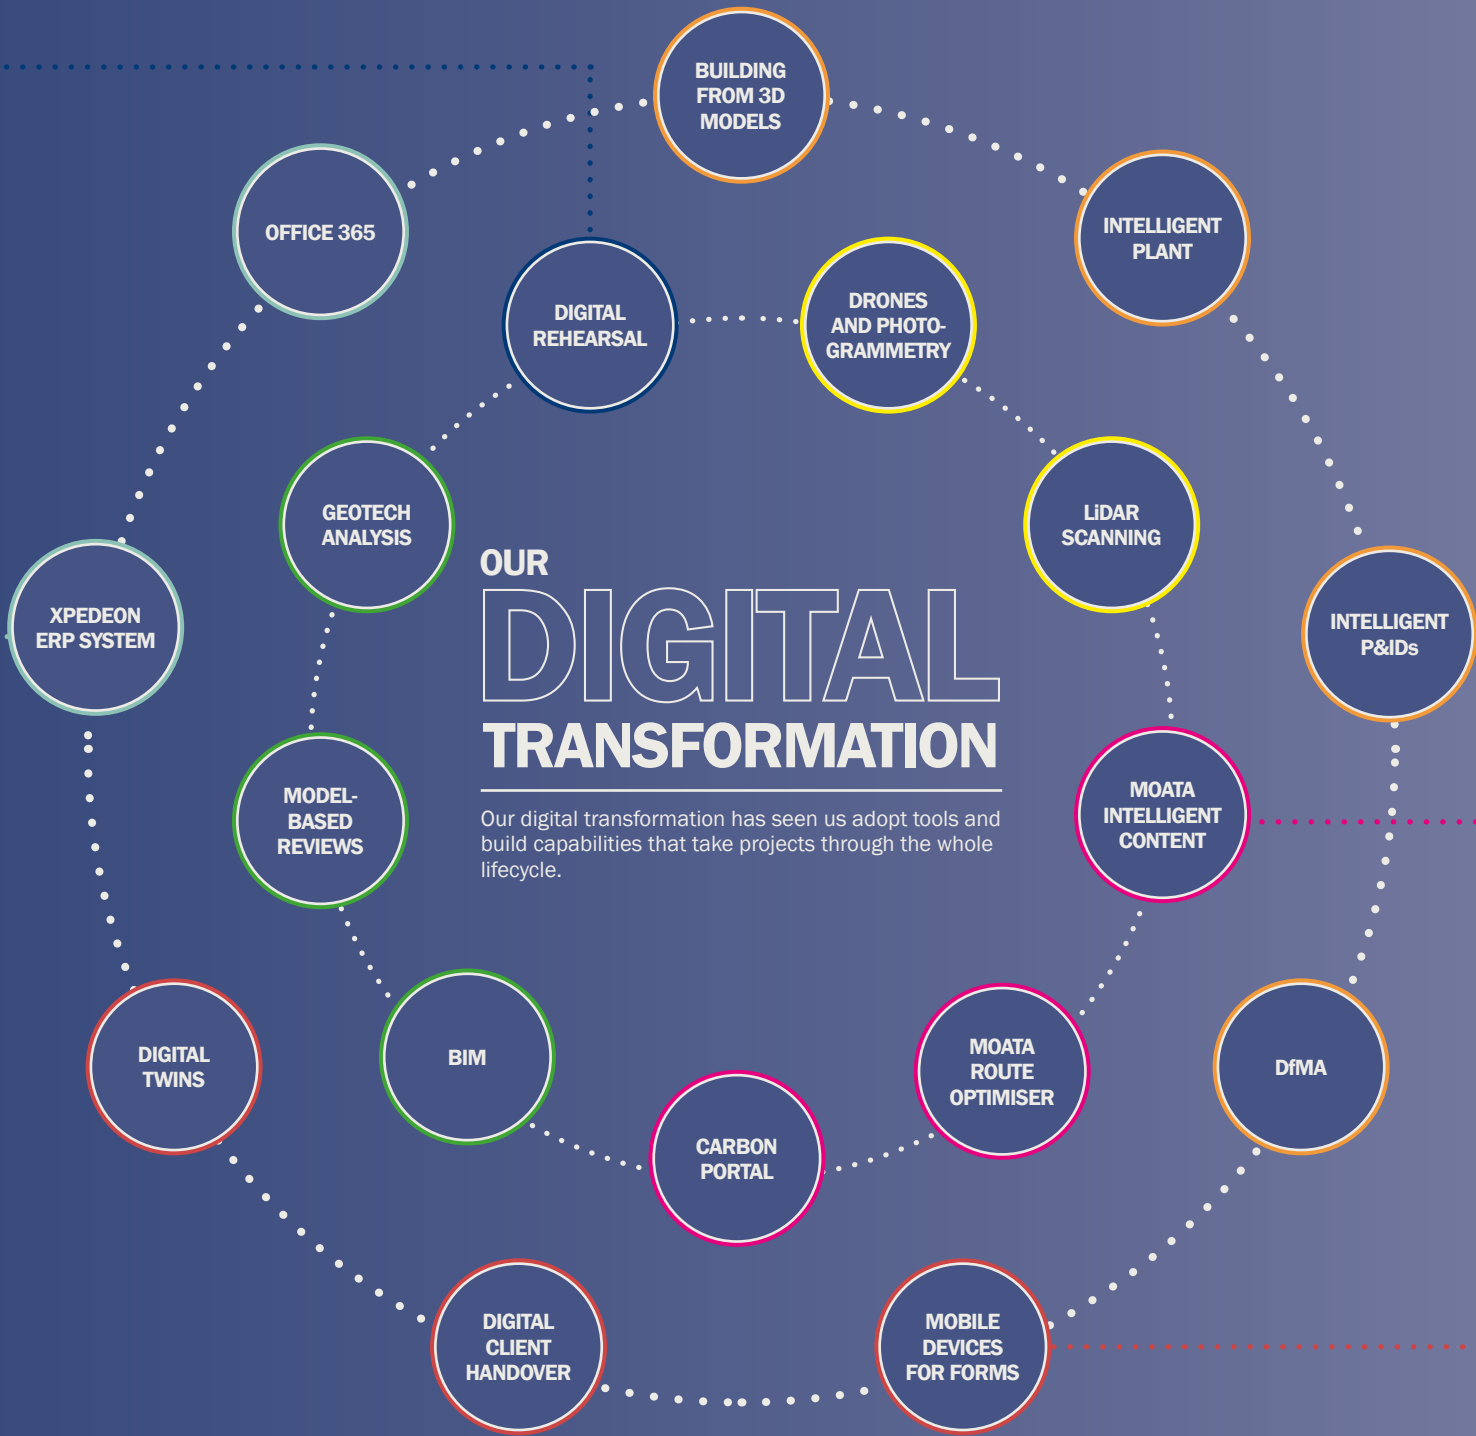 BUILDING
FROM 3D
MODELS
OFFICE 365
INTELLIGENT
PLANT
DIGITAL
REHEARSAL
DRONES
AND PHOTO-
GRAMMETRY
GEOTECH
ANALYSIS
LiDAR
SCANNING
XPEDEON
ERP SYSTEM
INTELLIGENT
P&IDs
OUR
DIGITAL
TRANSFORMATION
Our digital transformation has seen us adopt tools and
build capabilities that take projects through the whole
lifecycle.
MODEL-
BASED
REVIEWS
MOATA
INTELLIGENT
CONTENT
DIGITAL
TWINS
BIM
MOATA
ROUTE
OPTIMISER
DfMA
CARBON
PORTAL
DIGITAL
CLIENT
HANDOVER
MOBILE
DEVICES
FOR FORMS